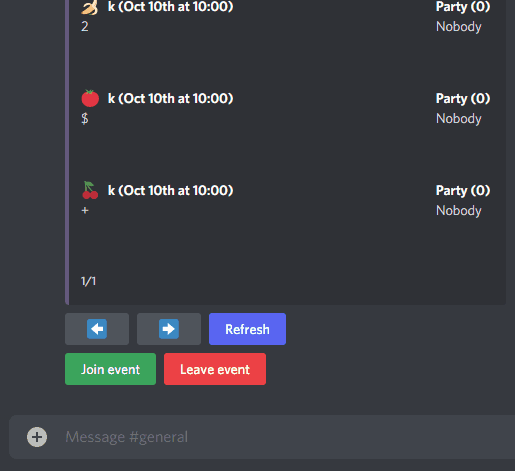 k (Oct 10th at 10:00) Party (0)
2 Nobody
k (Oct 10th at 10:00) Party (0)
$ Nobody
k (Oct 10th at 10:00) Party (0)
+ Nobody
1/1
Refresh
Join event Leave event
Message #general